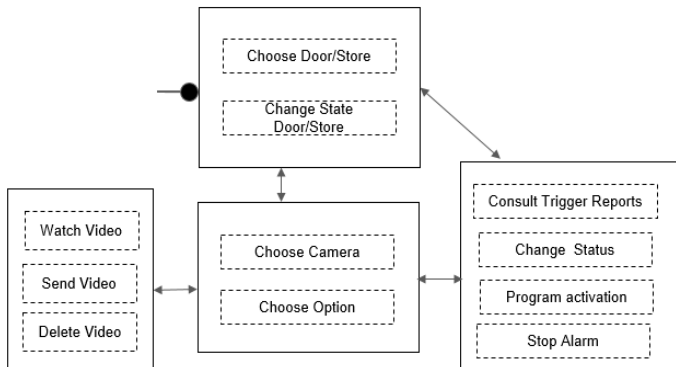 Choose Door/Store
Change State
Door/Store
Consult Trigger Reports
Change Status
Program activation
Stop Alarm
Choose Camera
Choose Option
Watch Video
Send Video
Delete Video